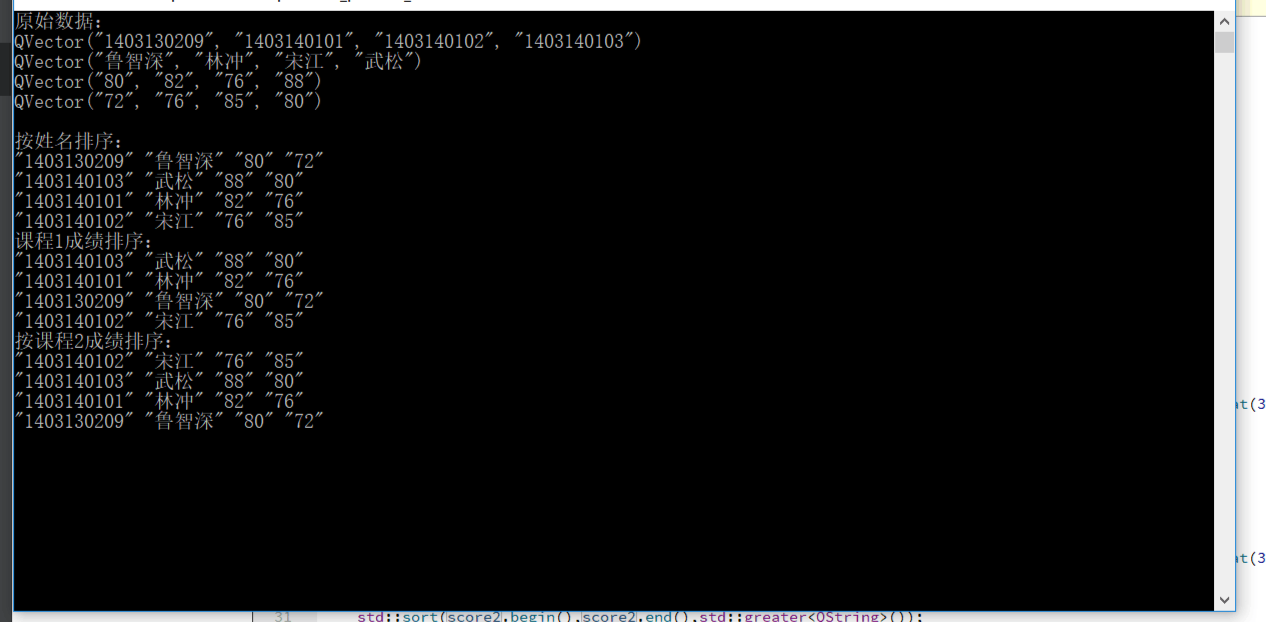 原始数据：
QVector("1403130209", "1403140101", "1403140102", "1403140103")
QVector("鲁智深", "林冲", "宋江", "武松")
QVector("80", "82", "76", "88")
QVector("72", "76", "85", "80")
按姓名排序：
"1403130209" "鲁智深" "80" "72"
"1403140103" "武松" "88" "80"
"1403140101" "林冲" "82" "76"
"1403140102" "宋江" "76" "85"
课程1成绩排序：
"1403140103" "武松" "88" "80"
"1403140101" "林冲" "82" "76"
"1403130209" "鲁智深" "80" "72"
"1403140102" "宋江" "76" "85"
按课程2成绩排序：
"1403140102" "宋江" "76" "85"
"1403140103" "武松" "88" "80"
"1403140101" "林冲" "82" "76"
"1403130209" "鲁智深" "80" "72"
at(3
at(3
31 std::sort(score2.begin(),score2.end(),std::greater<QString>());